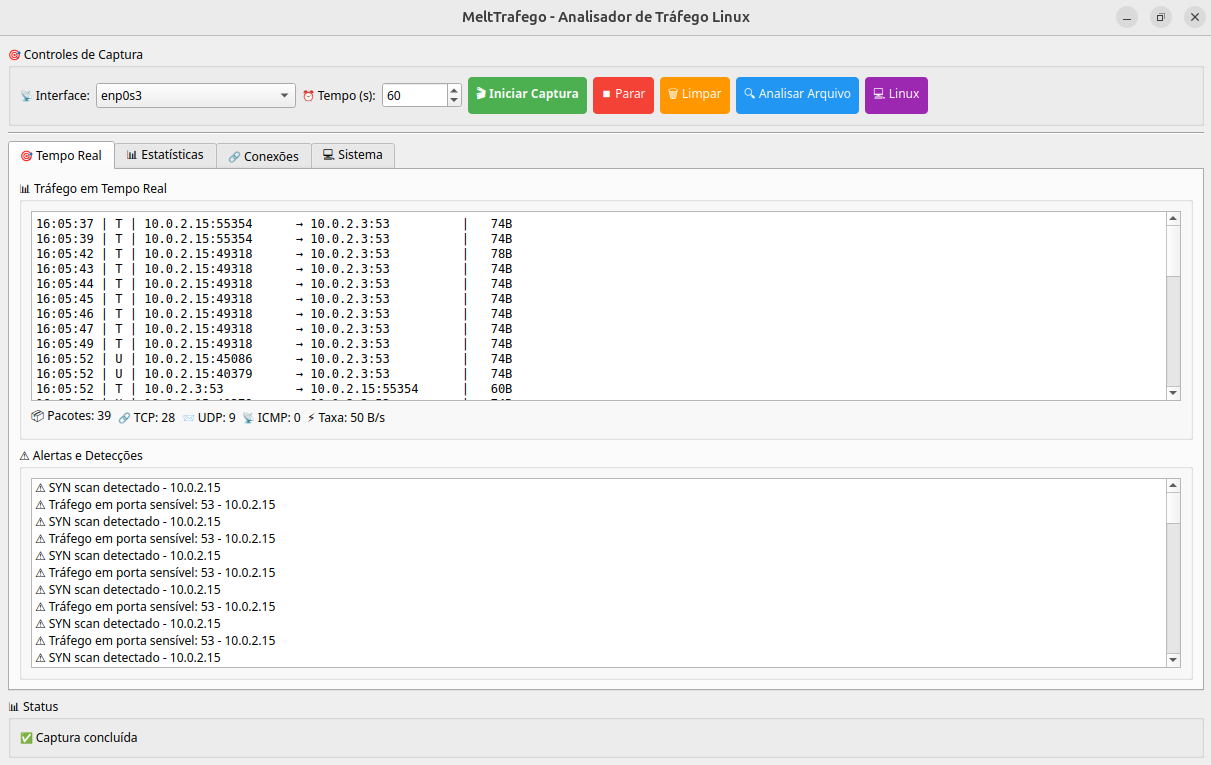 MeltTrafego - Analisador de Tráfego Linux
Controles de Captura
Interface: enp0s3 Tempo (s): 60 Iniciar Captura Parar Limpar Analisar Arquivo Linux
Tempo Real Estatísticas Conexões Sistema
Tráfego em Tempo Real
16:05:37 | T | 10.0.2.15:55354 → 10.0.2.3:53 | 74B
16:05:39 | T | 10.0.2.15:55354 → 10.0.2.3:53 | 74B
16:05:42 | T | 10.0.2.15:49318 → 10.0.2.3:53 | 78B
16:05:43 | T | 10.0.2.15:49318 → 10.0.2.3:53 | 74B
16:05:44 | T | 10.0.2.15:49318 → 10.0.2.3:53 | 74B
16:05:45 | T | 10.0.2.15:49318 → 10.0.2.3:53 | 74B
16:05:46 | T | 10.0.2.15:49318 → 10.0.2.3:53 | 74B
16:05:47 | T | 10.0.2.15:49318 → 10.0.2.3:53 | 74B
16:05:49 | T | 10.0.2.15:49318 → 10.0.2.3:53 | 74B
16:05:52 | U | 10.0.2.15:45086 → 10.0.2.3:53 | 74B
16:05:52 | U | 10.0.2.15:40379 → 10.0.2.3:53 | 74B
16:05:52 | T | 10.0.2.3:53 → 10.0.2.15:55354 | 60B
Pacotes: 39 TCP: 28 UDP: 9 ICMP: 0 Taxa: 50 B/s
Alertas e Detecções
⚠ SYN scan detectado - 10.0.2.15
⚠ Tráfego em porta sensível: 53 - 10.0.2.15
⚠ SYN scan detectado - 10.0.2.15
⚠ Tráfego em porta sensível: 53 - 10.0.2.15
⚠ SYN scan detectado - 10.0.2.15
⚠ Tráfego em porta sensível: 53 - 10.0.2.15
⚠ SYN scan detectado - 10.0.2.15
⚠ Tráfego em porta sensível: 53 - 10.0.2.15
⚠ SYN scan detectado - 10.0.2.15
⚠ Tráfego em porta sensível: 53 - 10.0.2.15
⚠ SYN scan detectado - 10.0.2.15
Status
Captura concluída